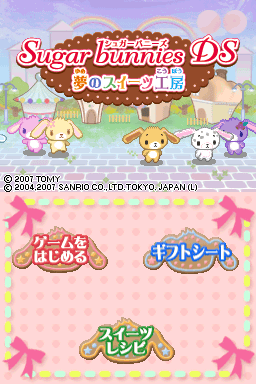 シュガーバニーズ
Sugar bunnies DS
ゆめ こう ぼう
夢のスイーツ工房
© 2007 TOMY
© 2004,2007 SANRIO CO.,LTD.TOKYO, JAPAN (L)
ゲームを
はじめる
ギフトシート
スイーツ
レシピ